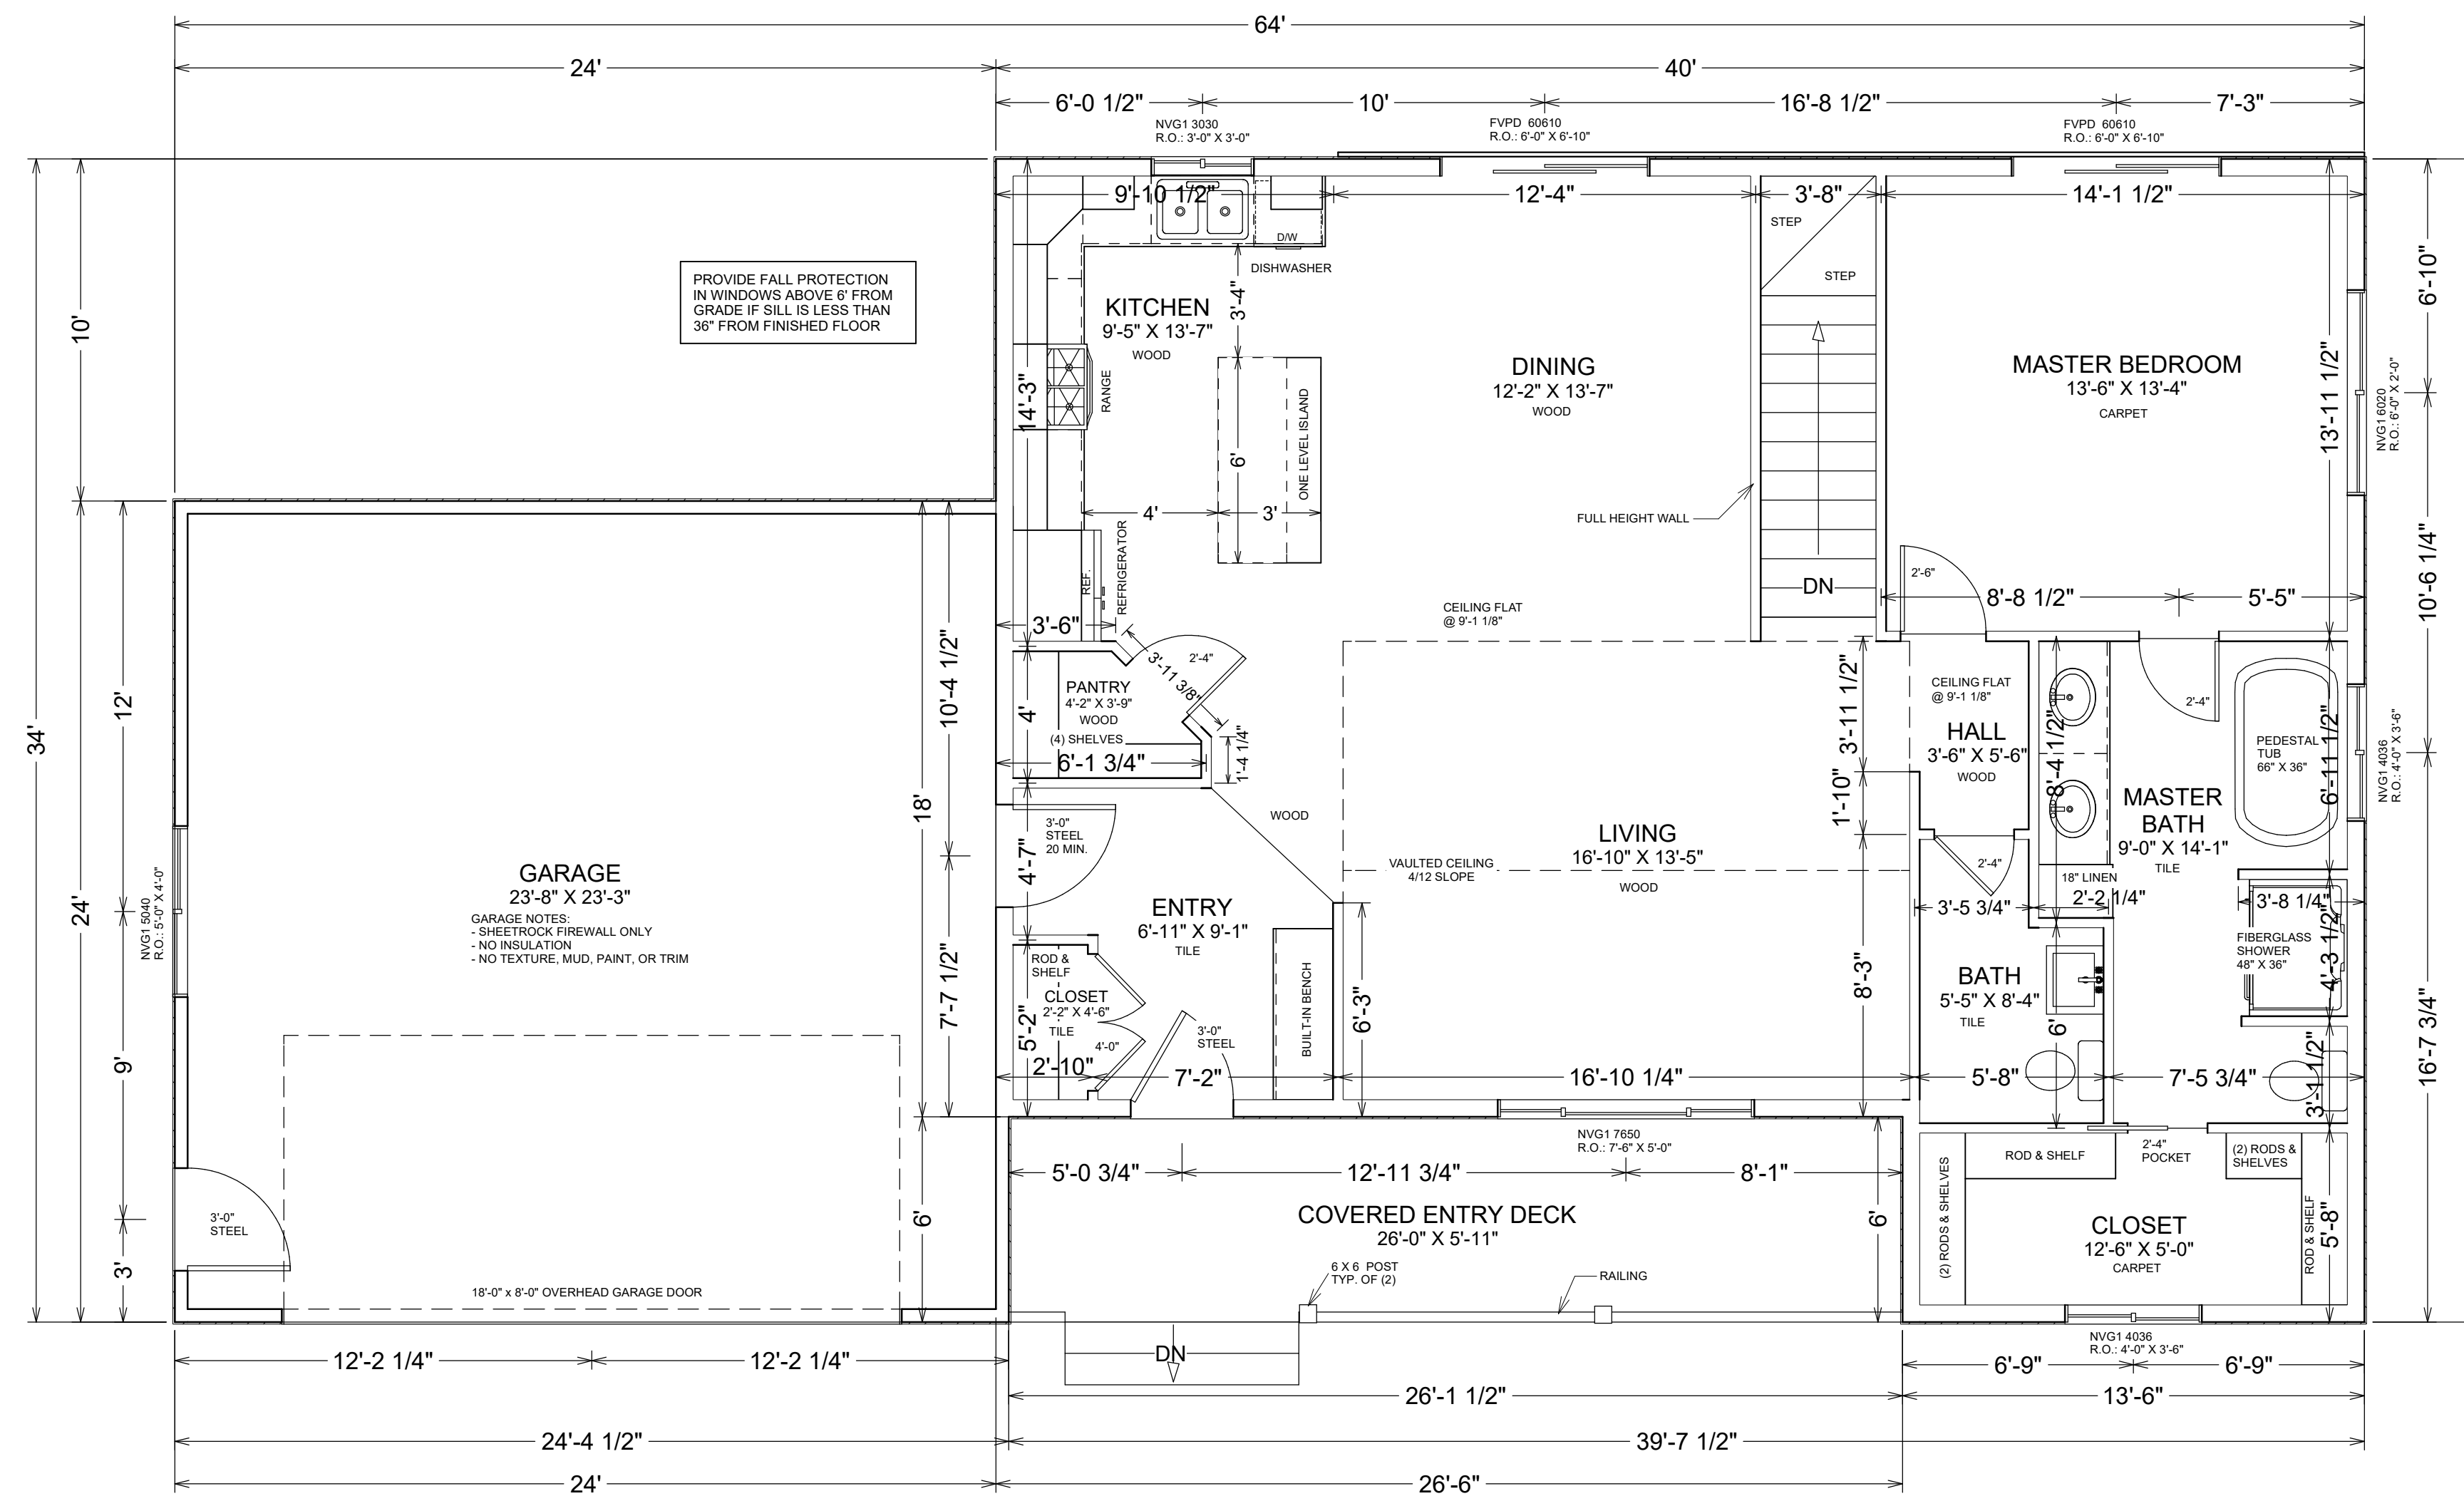 64'
24'
40'
6'-0 1/2"
10'
16'-8 1/2"
7'-3"
NVG1 3030
R.O.: 3'-0" X 3'-0"
FVPD 60610
R.O.: 6'-0" X 6'-10"
FVPD 60610
R.O.: 6'-0" X 6'-10"
9'-10 1/2"
12'-4"
3'-8"
14'-1 1/2"
34'
10'
24'
12'
9'
3'
NVG1 5040
R.O.: 5'-0" X 4'-0"
PROVIDE FALL PROTECTION
IN WINDOWS ABOVE 6' FROM
GRADE IF SILL IS LESS THAN
36" FROM FINISHED FLOOR
D/W
DISHWASHER
KITCHEN
9'-5" X 13'-7"
WOOD
3'-4"
14'-3"
RANGE
6'
ONE LEVEL ISLAND
4'
3'
REF.
REFRIGERATOR
3'-6"
DINING
12'-2" X 13'-7"
WOOD
STEP
STEP
FULL HEIGHT WALL
DN
CEILING FLAT
@ 9'-1 1/8"
MASTER BEDROOM
13'-6" X 13'-4"
CARPET
13'-11 1/2"
2'-6"
8'-8 1/2"
5'-5"
6'-10"
NVG1 6020
R.O.: 6'-0" X 2'-0"
10'-6 1/4"
NVG1 4036
R.O.: 4'-0" X 3'-6"
16'-7 3/4"
PANTRY
4'-2" X 3'-9"
WOOD
(4) SHELVES
4'
6'-1 3/4"
3'-11 3/8"
2'-4"
1'-4 1/4"
10'-4 1/2"
18'
7'-7 1/2"
6'
GARAGE
23'-8" X 23'-3"
GARAGE NOTES:
- SHEETROCK FIREWALL ONLY
- NO INSULATION
- NO TEXTURE, MUD, PAINT, OR TRIM
3'-0"
STEEL
18'-0" x 8'-0" OVERHEAD GARAGE DOOR
3'-0"
STEEL
20 MIN.
4'-7"
WOOD
ENTRY
6'-11" X 9'-1"
TILE
ROD &
SHELF
CLOSET
2'-2" X 4'-6"
TILE
5'-2"
4'-0"
3'-0"
STEEL
BUILT-IN BENCH
2'-10"
7'-2"
6'-3"
LIVING
16'-10" X 13'-5"
WOOD
VAULTED CEILING
4/12 SLOPE
16'-10 1/4"
3'-11 1/2"
1'-10"
8'-3"
CEILING FLAT
@ 9'-1 1/8"
HALL
3'-6" X 5'-6"
WOOD
8'-4 1/2"
2'-4"
2'-4"
PEDESTAL
TUB
66" X 36"
6'-11 1/2"
MASTER
BATH
9'-0" X 14'-1"
TILE
18" LINEN
3'-5 3/4"
2'-2 1/4"
3'-8 1/4"
FIBERGLASS
SHOWER
48" X 36"
4'-3 1/2"
BATH
5'-5" X 8'-4"
TILE
6'
5'-8"
7'-5 3/4"
3'-1 1/2"
NVG1 7650
R.O.: 7'-6" X 5'-0"
5'-0 3/4"
12'-11 3/4"
8'-1"
COVERED ENTRY DECK
26'-0" X 5'-11"
6 X 6 POST
TYP. OF (2)
RAILING
6'
DN
(2) RODS & SHELVES
ROD & SHELF
2'-4"
POCKET
(2) RODS &
SHELVES
ROD & SHELF
5'-8"
CLOSET
12'-6" X 5'-0"
CARPET
NVG1 4036
R.O.: 4'-0" X 3'-6"
12'-2 1/4"
12'-2 1/4"
6'-9"
6'-9"
26'-1 1/2"
13'-6"
24'-4 1/2"
39'-7 1/2"
24'
26'-6"